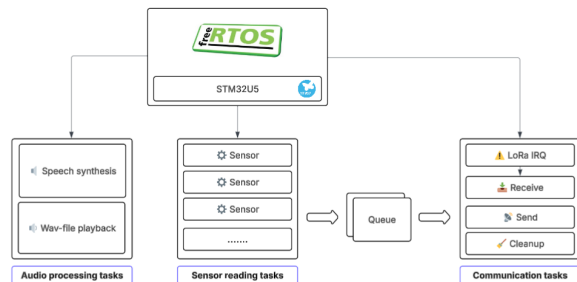 free RTOS
STM32U5
Speech synthesis
Wav-file playback
Audio processing tasks
Sensor
Sensor
Sensor
.......
Sensor reading tasks
Queue
LoRa IRQ
Receive
Send
Cleanup
Communication tasks